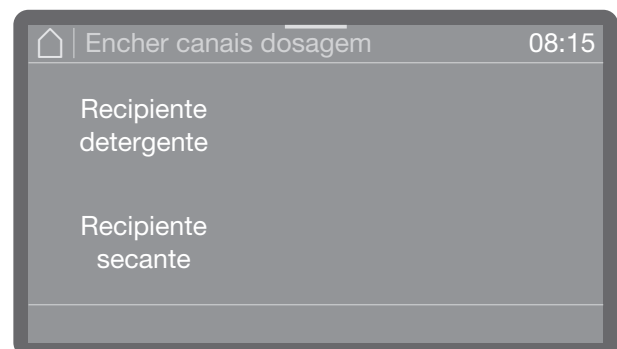 Encher canais dosagem 08:15
Recipiente
detergente
Recipiente
secante